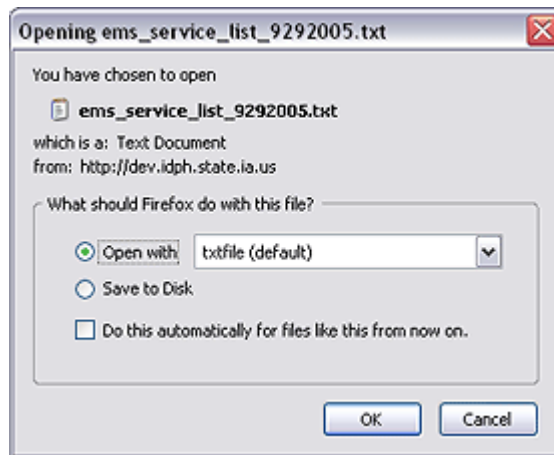 Opening ems_service_list_9292005.txt
You have chosen to open
ems_service_list_9292005.txt
which is a: Text Document
from: http://dev.idph.state.ia.us
What should Firefox do with this file?
Open with txtfile (default)
Save to Disk
Do this automatically for files like this from now on.
OK Cancel